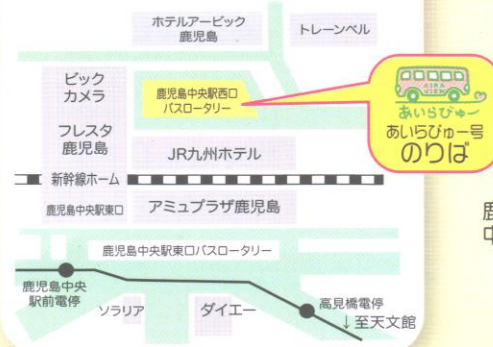 ホテルアービック
鹿児島
トレーンベル
ビック
カメラ
鹿児島中央駅西口
バスロータリー
AIRA
VIEW
あいらびゅー
あいらびゅー号
のりば
フレスタ
鹿児島
JR九州ホテル
新幹線ホーム
鹿児島中央駅東口
アミュプラザ鹿児島
鹿児島中央駅東口バスロータリー
鹿児島中央
駅前電停
ソラリア
ダイエー
高見橋電停
↓至天文館
鹿
中